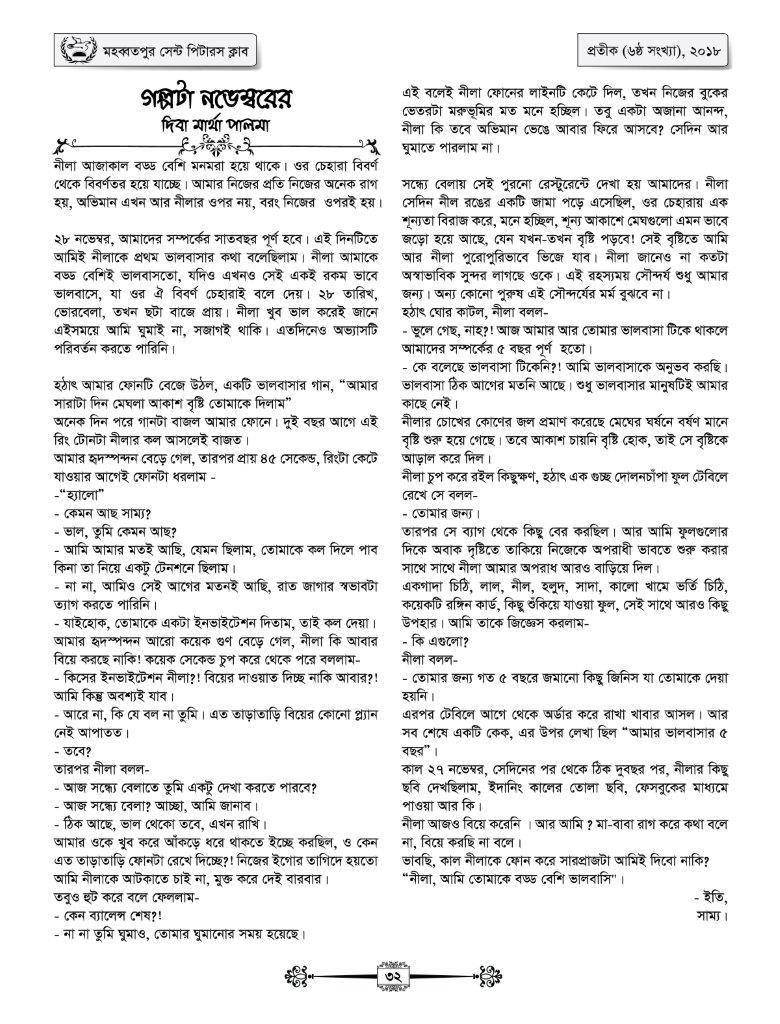 মহব্বতপুর সেন্ট পিটারস ক্লাব
প্রতীক (৬ষ্ঠ সংখ্যা), ২০১৮
গল্পটা নভেম্বরের
দিবা মার্থা পালমা
নীলা আজাকাল বড্ড বেশি মনমরা হয়ে থাকে। ওর চেহারা বিবর্ণ
থেকে বিবর্ণতর হয়ে যাচ্ছে। আমার নিজের প্রতি নিজের অনেক রাগ
হয়, অভিমান এখন আর নীলার ওপর নয়, বরং নিজের ওপরই হয়।
২৮ নভেম্বর, আমাদের সম্পর্কের সাতবছর পূর্ণ হবে। এই দিনটিতে
আমিই নীলাকে প্রথম ভালবাসার কথা বলেছিলাম। নীলা আমাকে
বড্ড বেশিই ভালবাসতো, যদিও এখনও সেই একই রকম ভাবে
ভালবাসে, যা ওর ঐ বিবর্ণ চেহারাই বলে দেয়। ২৮ তারিখ,
ভোরবেলা, তখন ছটা বাজে প্রায়। নীলা খুব ভাল করেই জানে
এইসময়ে আমি ঘুমাই না, সজাগই থাকি। এতদিনেও অভ্যাসটি
পরিবর্তন করতে পারিনি।
হঠাৎ আমার ফোনটি বেজে উঠল, একটি ভালবাসার গান, “আমার
সারাটা দিন মেঘলা আকাশ বৃষ্টি তোমাকে দিলাম”
অনেক দিন পরে গানটা বাজল আমার ফোনে। দুই বছর আগে এই
রিং টোনটা নীলার কল আসলেই বাজত।
আমার হৃদস্পন্দন বেড়ে গেল, তারপর প্রায় ৪৫ সেকেন্ড, রিংটা কেটে
যাওয়ার আগেই ফোনটা ধরলাম -
-“হ্যালো”
- কেমন আছ সাম্য?
- ভাল, তুমি কেমন আছ?
- আমি আমার মতই আছি, যেমন ছিলাম, তোমাকে কল দিলে পাব
কিনা তা নিয়ে একটু টেনশনে ছিলাম।
- না না, আমিও সেই আগের মতনই আছি, রাত জাগার স্বভাবটা
ত্যাগ করতে পারিনি।
- যাইহোক, তোমাকে একটা ইনভাইটেশন দিতাম, তাই কল দেয়া।
আমার হৃদস্পন্দন আরো কয়েক গুণ বেড়ে গেল, নীলা কি আবার
বিয়ে করছে নাকি! কয়েক সেকেন্ড চুপ করে থেকে পরে বললাম-
- কিসের ইনভাইটেশন নীলা?! বিয়ের দাওয়াত দিচ্ছ নাকি আবার?!
আমি কিন্তু অবশ্যই যাব।
- আরে না, কি যে বল না তুমি। এত তাড়াতাড়ি বিয়ের কোনো প্ল্যান
নেই আপাতত।
- তবে?
তারপর নীলা বলল-
- আজ সন্ধ্যে বেলাতে তুমি একটু দেখা করতে পারবে?
- আজ সন্ধ্যে বেলা? আচ্ছা, আমি জানাব।
- ঠিক আছে, ভাল থেকো তবে, এখন রাখি।
আমার ওকে খুব করে আঁকড়ে ধরে থাকতে ইচ্ছে করছিল, ও কেন
এত তাড়াতাড়ি ফোনটা রেখে দিচ্ছে?! নিজের ইগোর তাগিদে হয়তো
আমি নীলাকে আটকাতে চাই না, মুক্ত করে দেই বারবার।
তবুও হুট করে বলে ফেললাম-
- কেন ব্যালেন্স শেষ?!
- না না তুমি ঘুমাও, তোমার ঘুমানোর সময় হয়েছে।
এই বলেই নীলা ফোনের লাইনটি কেটে দিল, তখন নিজের বুকের
ভেতরটা মরুভূমির মত মনে হচ্ছিল। তবু একটা অজানা আনন্দ,
নীলা কি তবে অভিমান ভেঙে আবার ফিরে আসবে? সেদিন আর
ঘুমাতে পারলাম না।
সন্ধ্যে বেলায় সেই পুরনো রেস্টুরেন্টে দেখা হয় আমাদের। নীলা
সেদিন নীল রঙের একটি জামা পড়ে এসেছিল, ওর চেহারায় এক
শূন্যতা বিরাজ করে, মনে হচ্ছিল, শূন্য আকাশে মেঘগুলো এমন ভাবে
জড়ো হয়ে আছে, যেন যখন-তখন বৃষ্টি পড়বে! সেই বৃষ্টিতে আমি
আর নীলা পুরোপুরিভাবে ভিজে যাব। নীলা জানেও না কতটা
অস্বাভাবিক সুন্দর লাগছে ওকে। এই রহস্যময় সৌন্দর্য শুধু আমার
জন্য। অন্য কোনো পুরুষ এই সৌন্দর্যের মর্ম বুঝবে না।
হঠাৎ ঘোর কাটল, নীলা বলল-
- ভুলে গেছ, নাহ?! আজ আমার আর তোমার ভালবাসা টিকে থাকলে
আমাদের সম্পর্কের ৫ বছর পূর্ণ হতো।
- কে বলেছে ভালবাসা টিকেনি?! আমি ভালবাসাকে অনুভব করছি।
ভালবাসা ঠিক আগের মতনি আছে। শুধু ভালবাসার মানুষটিই আমার
কাছে নেই।
নীলার চোখের কোণের জল প্রমাণ করেছে মেঘের ঘর্ষনে বর্ষণ মানে
বৃষ্টি শুরু হয়ে গেছে। তবে আকাশ চায়নি বৃষ্টি হোক, তাই সে বৃষ্টিকে
আড়াল করে দিল।
নীলা চুপ করে রইল কিছুক্ষণ, হঠাৎ এক গুচ্ছ দোলনচাঁপা ফুল টেবিলে
রেখে সে বলল-
- তোমার জন্য।
তারপর সে ব্যাগ থেকে কিছু বের করছিল। আর আমি ফুলগুলোর
দিকে অবাক দৃষ্টিতে তাকিয়ে নিজেকে অপরাধী ভাবতে শুরু করার
সাথে সাথে নীলা আমার অপরাধ আরও বাড়িয়ে দিল।
একগাদা চিঠি, লাল, নীল, হলুদ, সাদা, কালো খামে ভর্তি চিঠি,
কয়েকটি রঙ্গিন কার্ড, কিছু শুঁকিয়ে যাওয়া ফুল, সেই সাথে আরও কিছু
উপহার। আমি তাকে জিজ্ঞেস করলাম-
- কি এগুলো?
নীলা বলল-
- তোমার জন্য গত ৫ বছরে জমানো কিছু জিনিস যা তোমাকে দেয়া
হয়নি।
এরপর টেবিলে আগে থেকে অর্ডার করে রাখা খাবার আসল। আর
সব শেষে একটি কেক, এর উপর লেখা ছিল “আমার ভালবাসার ৫
বছর”।
কাল ২৭ নভেম্বর, সেদিনের পর থেকে ঠিক দুবছর পর, নীলার কিছু
ছবি দেখছিলাম, ইদানিং কালের তোলা ছবি, ফেসবুকের মাধ্যমে
পাওয়া আর কি।
নীলা আজও বিয়ে করেনি । আর আমি ? মা-বাবা রাগ করে কথা বলে
না, বিয়ে করছি না বলে।
ভাবছি, কাল নীলাকে ফোন করে সারপ্রাজটা আমিই দিবো নাকি?
“নীলা, আমি তোমাকে বড্ড বেশি ভালবাসি"।
- ইতি,
সাম্য।
৩২